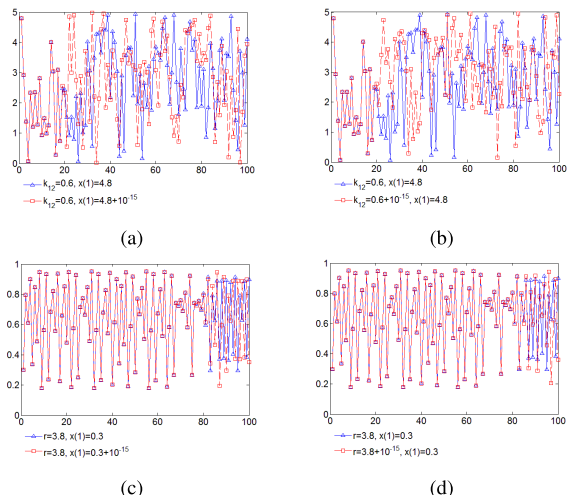 5
4
3
2
1
0
0 20 40 60 80 100
k12=0.6, x(1)=4.8
k12=0.6, x(1)=4.8+10-15
(a)
5
4
3
2
1
0
0 20 40 60 80 100
k12=0.6, x(1)=4.8
k12=0.6+10-15, x(1)=4.8
(b)
1
0.8
0.6
0.4
0.2
0
0 20 40 60 80 100
r=3.8, x(1)=0.3
r=3.8, x(1)=0.3+10-15
(c)
1
0.8
0.6
0.4
0.2
0
0 20 40 60 80 100
r=3.8, x(1)=0.3
r=3.8+10-15, x(1)=0.3
(d)